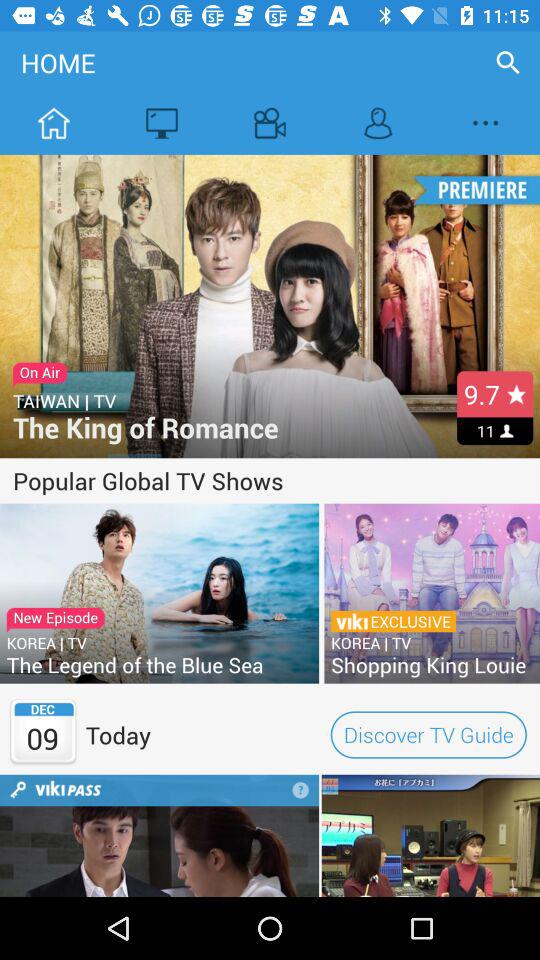 11:15
HOME
PREMIERE
On Air
TAIWAN | TV
The King of Romance
9.7
11
Popular Global TV Shows
New Episode
KOREA | TV
The Legend of the Blue Sea
VIKI EXCLUSIVE
KOREA | TV
Shopping King Louie
DEC
09
Today
Discover TV Guide
VIKI PASS
?
お花に「アブカミ」